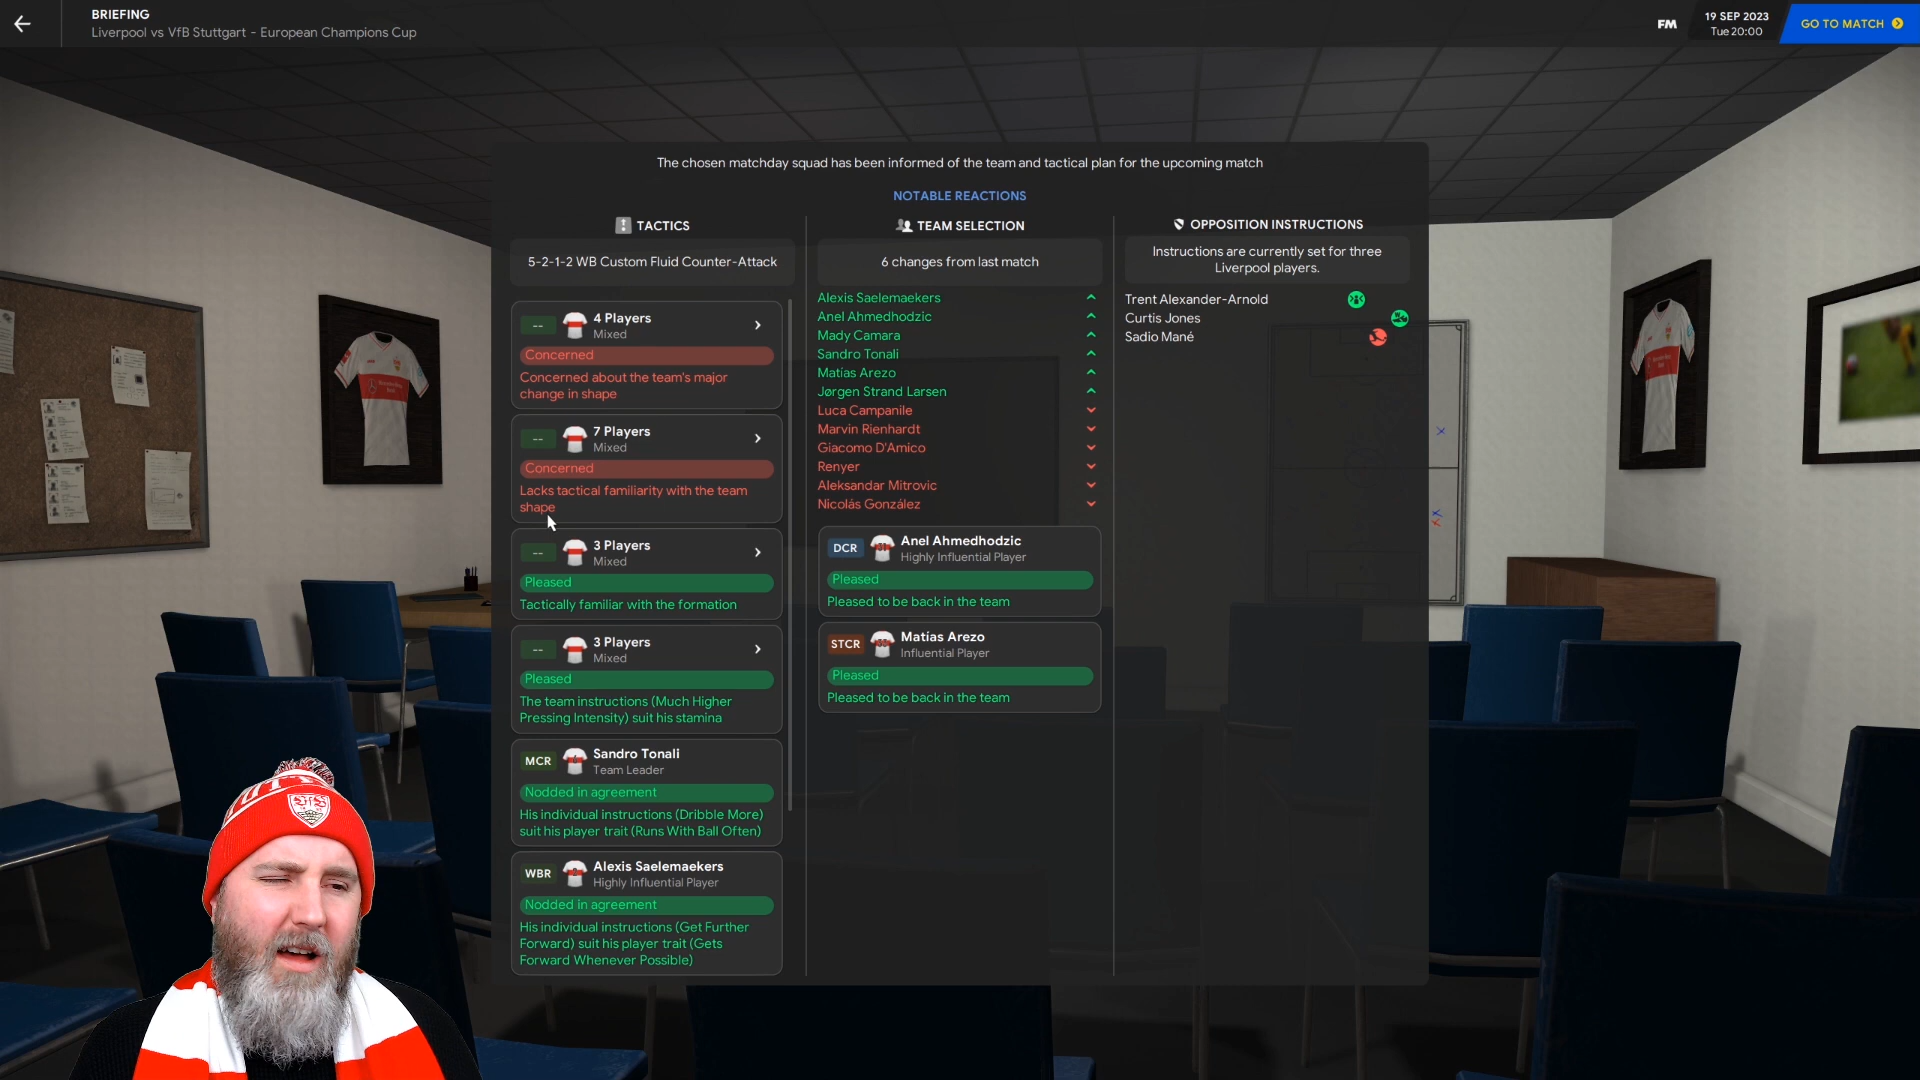 BRIEFING
Liverpool vs VfB Stuttgart - European Champions Cup
FM
19 SEP 2023
Tue 20:00
GO TO MATCH
The chosen matchday squad has been informed of the team and tactical plan for the upcoming match
NOTABLE REACTIONS
TACTICS
5-2-1-2 WB Custom Fluid Counter-Attack
--
4 Players
Mixed
Concerned
Concerned about the team's major
change in shape
--
7 Players
Mixed
Concerned
Lacks tactical familiarity with the team
shape
--
3 Players
Mixed
Pleased
Tactically familiar with the formation
--
3 Players
Mixed
Pleased
The team instructions (Much Higher
Pressing Intensity) suit his stamina
MCR
Sandro Tonali
Team Leader
Nodded in agreement
His individual instructions (Dribble More)
suit his player trait (Runs With Ball Often)
WBR
Alexis Saelemaekers
Highly Influential Player
Nodded in agreement
His individual instructions (Get Further
Forward) suit his player trait (Gets
Forward Whenever Possible)
TEAM SELECTION
6 changes from last match
Alexis Saelemaekers
Anel Ahmedhodzic
Mady Camara
Sandro Tonali
Matías Arezo
Jørgen Strand Larsen
Luca Campanile
Marvin Rienhardt
Giacomo D'Amico
Renyer
Aleksandar Mitrovic
Nicolás González
DCR
Anel Ahmedhodzic
Highly Influential Player
Pleased
Pleased to be back in the team
STCR
Matías Arezo
Influential Player
Pleased
Pleased to be back in the team
OPPOSITION INSTRUCTIONS
Instructions are currently set for three
Liverpool players.
Trent Alexander-Arnold
Curtis Jones
Sadio Mané